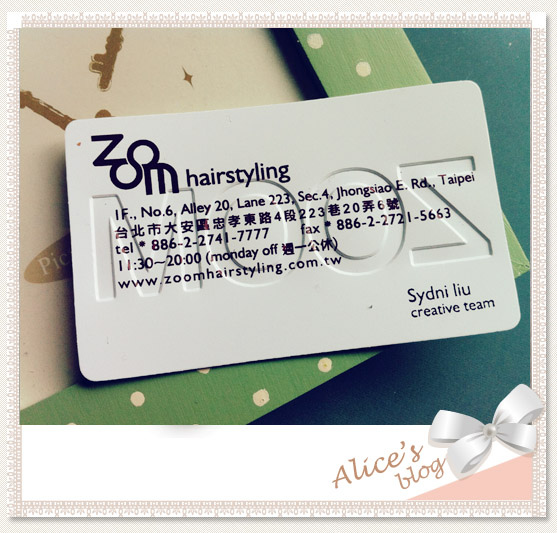 zoom hairstyling
1F., No.6, Alley 20, Lane 223, Sec.4, Jhongsiao E. Rd., Taipei
台北市大安區忠孝東路4段223巷20弄6號
tel * 886-2-2741-7777 fax * 886-2-2721-5663
11:30~20:00 (monday off 週一公休)
www.zoomhairstyling.com.tw
MOOZ
Sydni liu
creative team
Pic
Alice's
blog